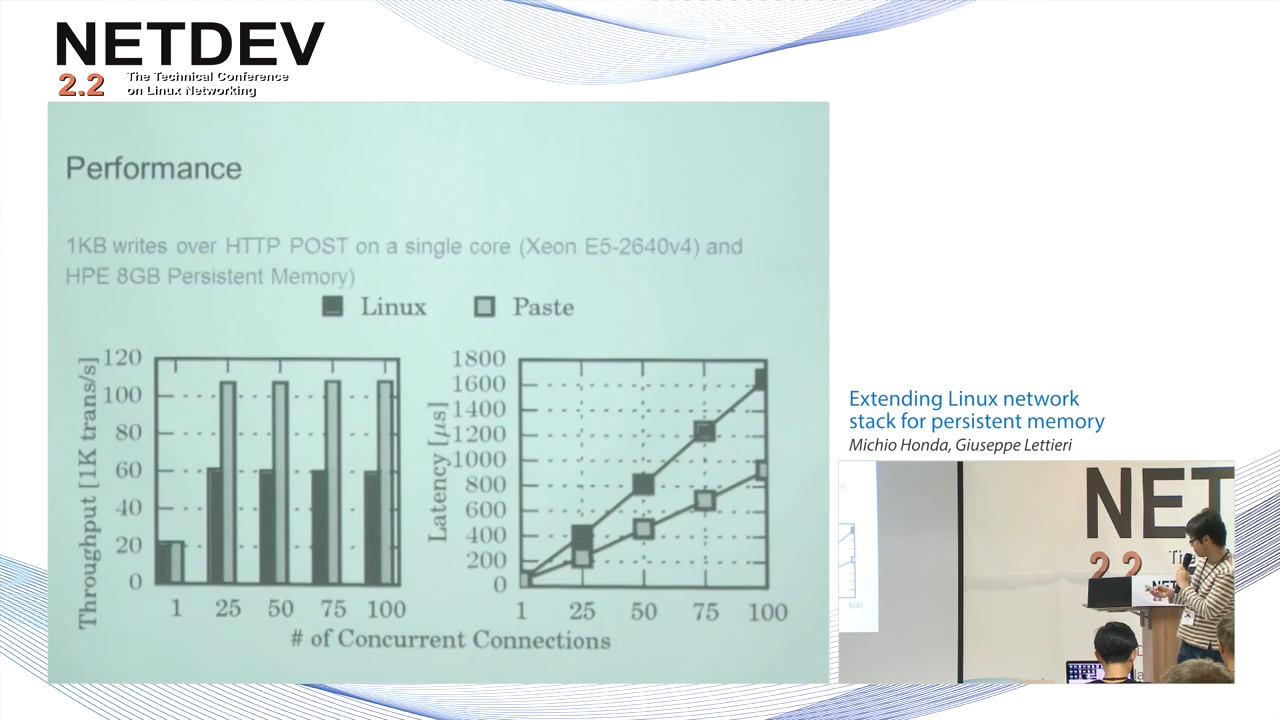 NETDEV
2.2
The Technical Conference
on Linux Networking
Performance
1KB writes over HTTP POST on a single core (Xeon E5-2640v4) and
HPE 8GB Persistent Memory)
Linux
Paste
Throughput [1K trans/s]
120
100
80
60
40
20
0
1
25
50
75
100
Latency [µs]
1800
1600
1400
1200
1000
800
600
400
200
0
1
25
50
75
100
# of Concurrent Connections
Extending Linux network
stack for persistent memory
Michio Honda, Giuseppe Lettieri
NET
2.2
The
NET
100